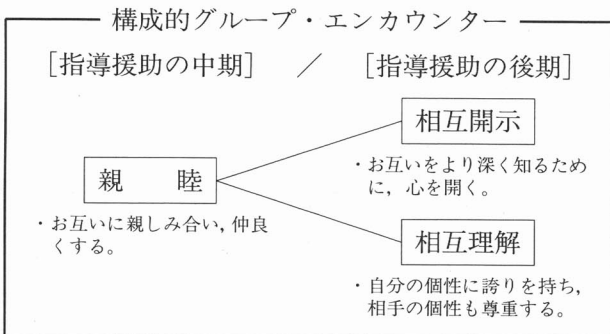 構成的グループ・エンカウンター
[指導援助の中期] / [指導援助の後期]
相互開示
・お互いをより深く知るため
に，心を開く。
親 睦
・お互いに親しみ合い，仲良
くする。
相互理解
・自分の個性に誇りを持ち，
相手の個性も尊重する。